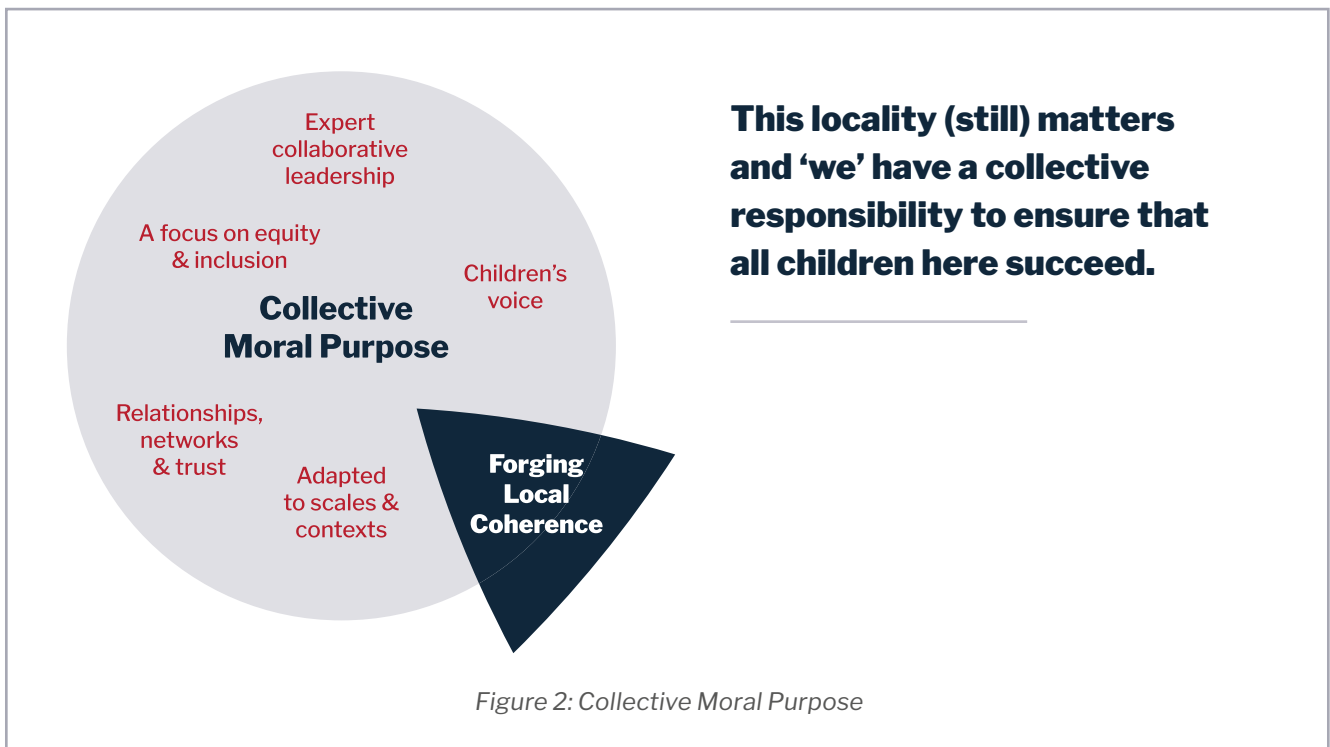 Expert
collaborative
leadership
A focus on equity
& inclusion
Children’s
voice
Collective
Moral Purpose
Relationships,
networks
& trust
Adapted
to scales &
contexts
Forging
Local
Coherence
This locality (still) matters
and ‘we’ have a collective
responsibility to ensure that
all children here succeed.
Figure 2: Collective Moral Purpose